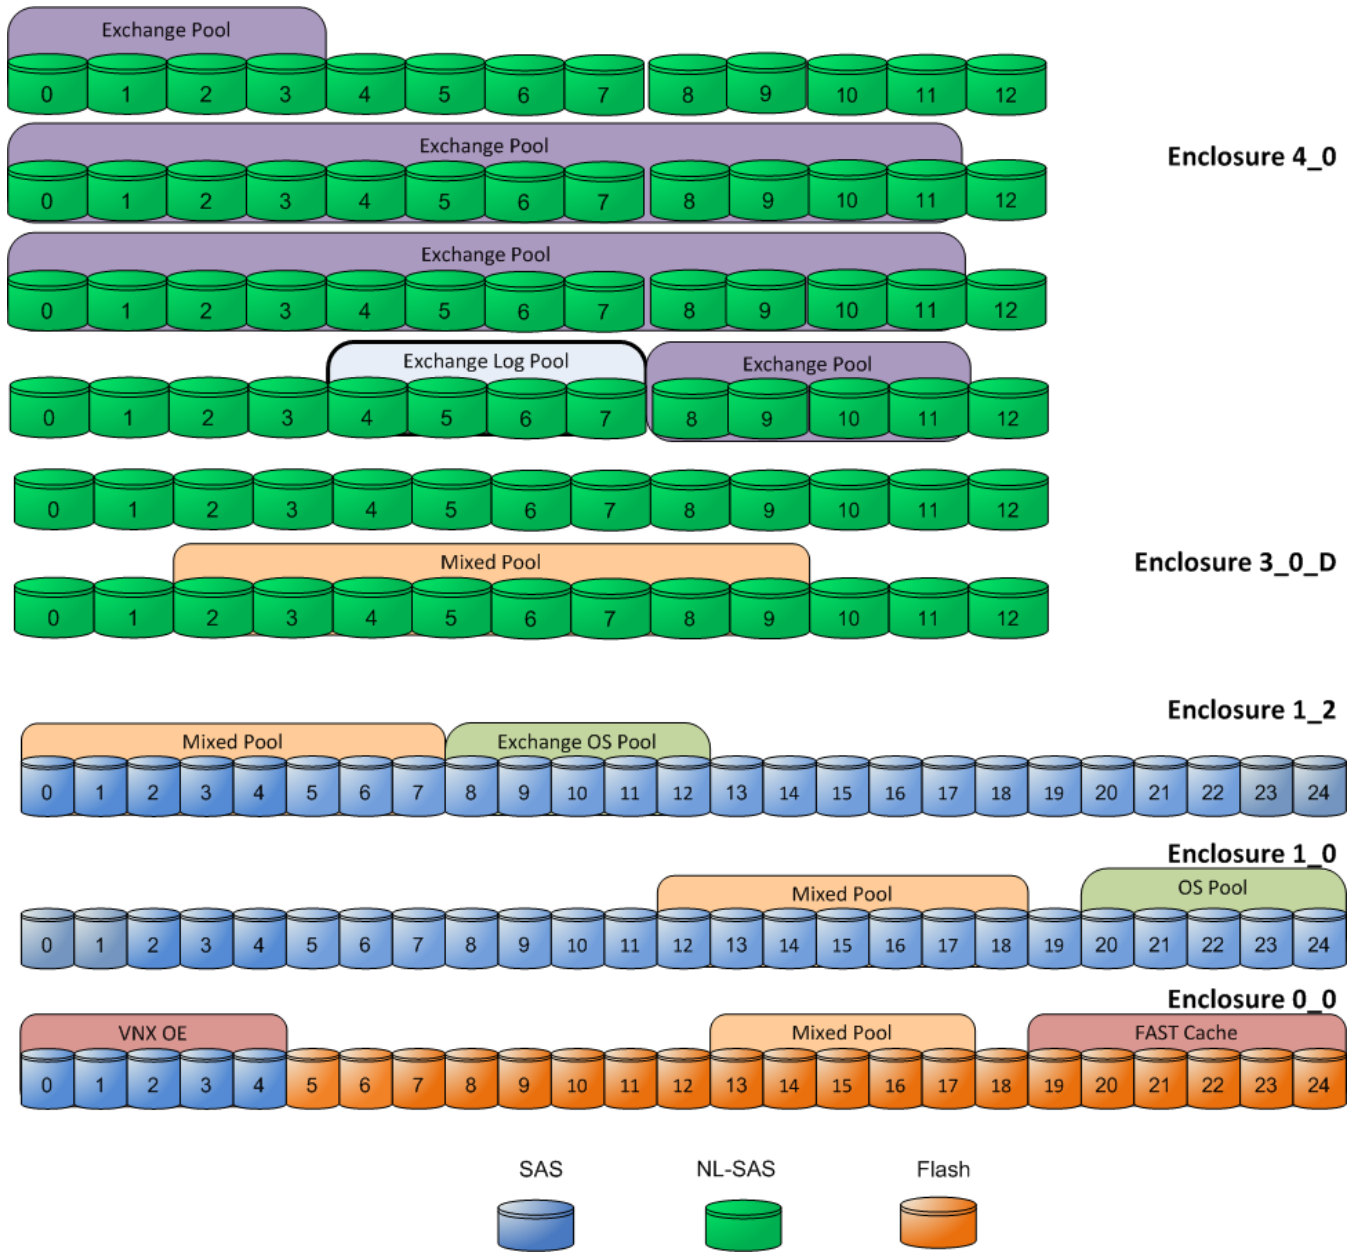 Exchange Pool
0 1 2 3 4 5 6 7 8 9 10 11 12
Exchange Pool
Enclosure 4_0
0 1 2 3 4 5 6 7 8 9 10 11 12
Exchange Pool
0 1 2 3 4 5 6 7 8 9 10 11 12
Exchange Log Pool Exchange Pool
0 1 2 3 4 5 6 7 8 9 10 11 12
0 1 2 3 4 5 6 7 8 9 10 11 12
Mixed Pool
Enclosure 3_0_D
0 1 2 3 4 5 6 7 8 9 10 11 12
Enclosure 1_2
Mixed Pool Exchange OS Pool
0 1 2 3 4 5 6 7 8 9 10 11 12 13 14 15 16 17 18 19 20 21 22 23 24
Enclosure 1_0
Mixed Pool OS Pool
0 1 2 3 4 5 6 7 8 9 10 11 12 13 14 15 16 17 18 19 20 21 22 23 24
Enclosure 0_0
VNX OE Mixed Pool FAST Cache
0 1 2 3 4 5 6 7 8 9 10 11 12 13 14 15 16 17 18 19 20 21 22 23 24
SAS NL-SAS Flash